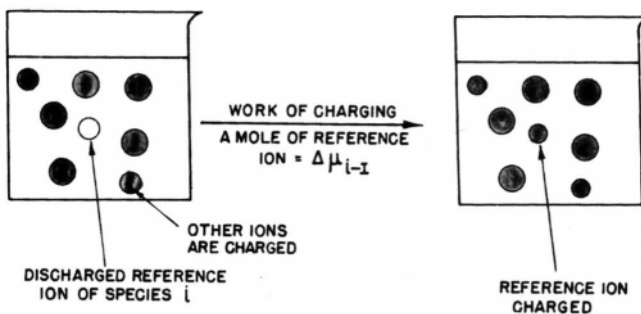 WORK OF CHARGING
A MOLE OF REFERENCE
ION = Δμi-I
OTHER IONS
ARE CHARGED
DISCHARGED REFERENCE
ION OF SPECIES i
REFERENCE ION
CHARGED